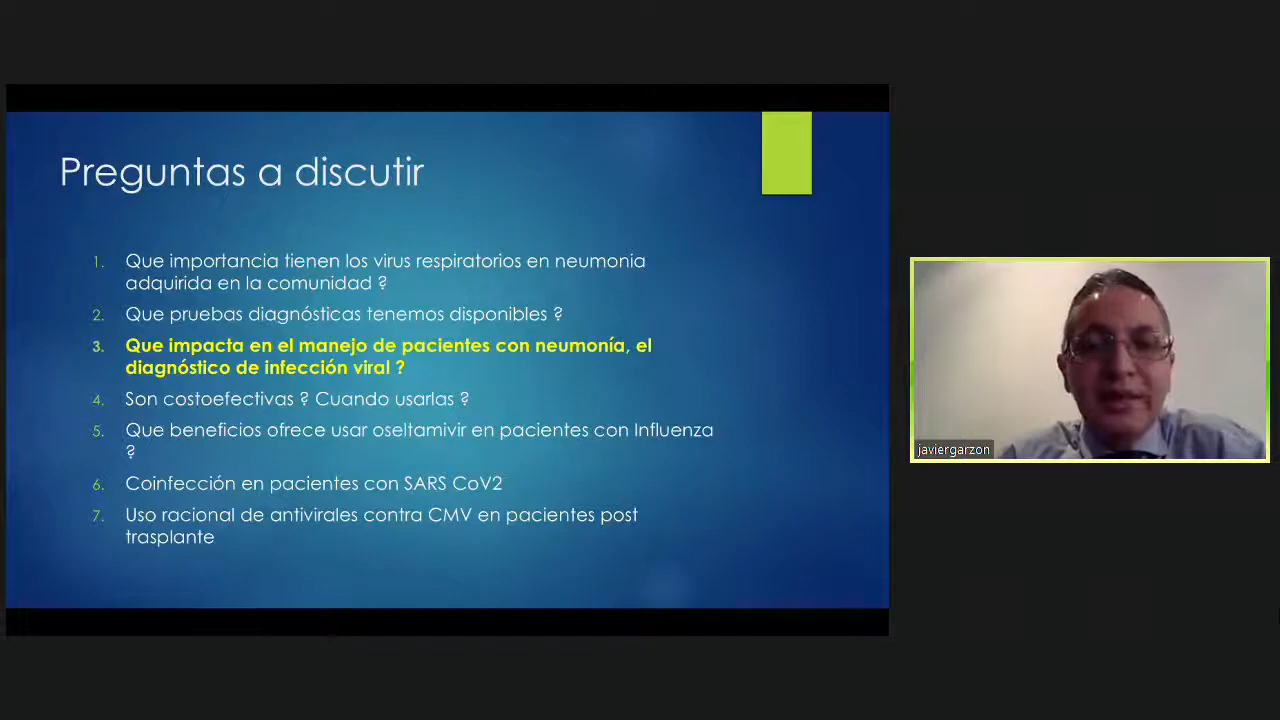 Preguntas a discutir
1. Que importancia tienen los virus respiratorios en neumonia
adquirida en la comunidad ?
2. Que pruebas diagnósticas tenemos disponibles ?
3. Que impacta en el manejo de pacientes con neumonía, el
diagnóstico de infección viral ?
4. Son costoefectivas ? Cuando usarlas ?
5. Que beneficios ofrece usar oseltamivir en pacientes con Influenza
?
6. Coinfección en pacientes con SARS CoV2
7. Uso racional de antivirales contra CMV en pacientes post
trasplante
javiergarzon